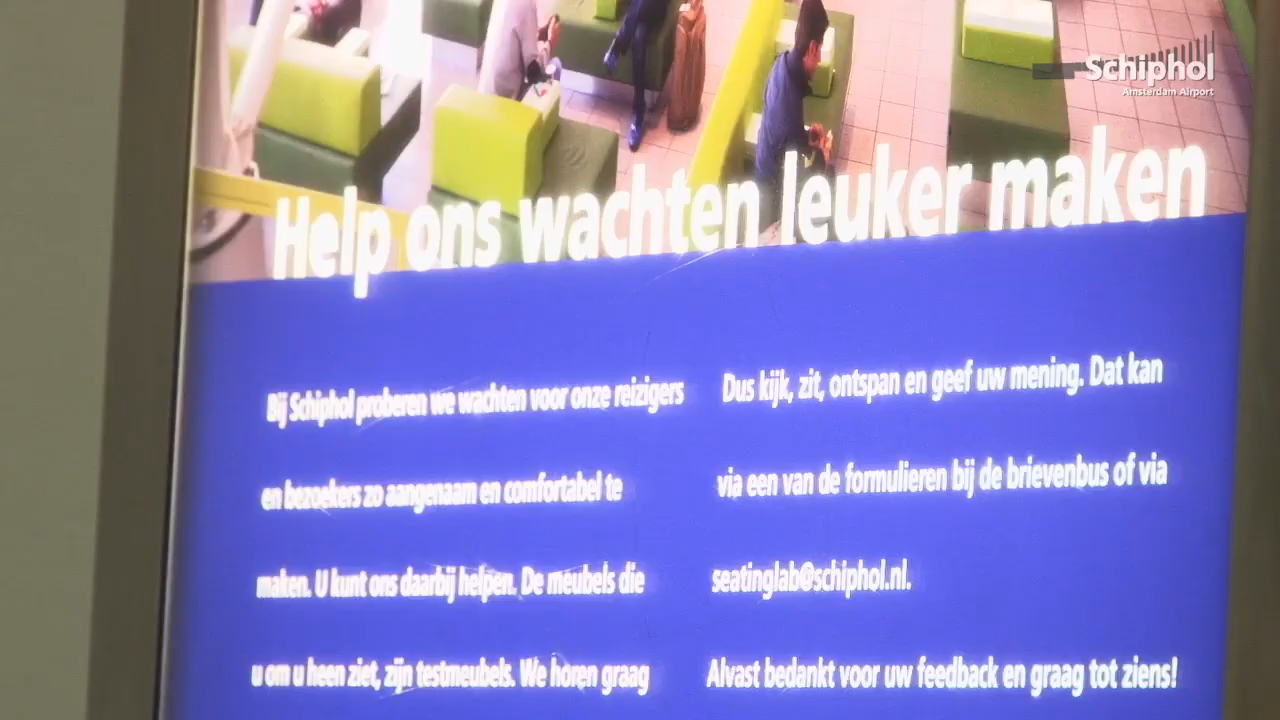 Schiphol
Amsterdam Airport
Help ons wachten leuker maken
Bij Schiphol proberen we wachten voor onze reizigers
en bezoekers zo aangenaam en comfortabel te
maken. U kunt ons daarbij helpen. De meubels die
u om u heen ziet, zijn testmeubels. We horen graag
Dus kijk, zit, ontspan en geef uw mening. Dat kan
via een van de formulieren bij de brievenbus of via
seatinglab@schiphol.nl.
Alvast bedankt voor uw feedback en graag tot ziens!